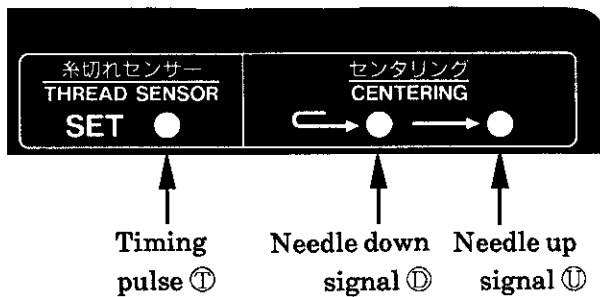 糸切れセンサー
THREAD SENSOR
SET
センタリング
CENTERING
Timing
pulse Ⓣ
Needle down
signal Ⓓ
Needle up
signal Ⓤ